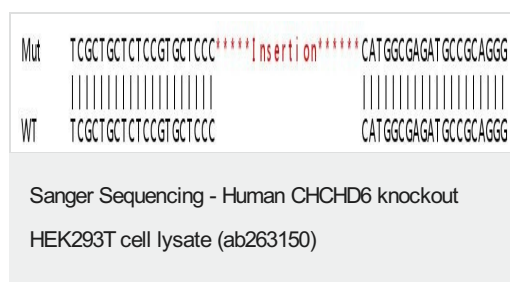 Mut TCGCTGCTCTCCGTGCTCCC*****Insertion******CATGGCGAGATGCCGCAGGG
||||||||||||||||||||  ||||||||||||||||||||
WT TCGCTGCTCTCCGTGCTCCC CATGGCGAGATGCCGCAGGG
Sanger Sequencing - Human CHCHD6 knockout
HEK293T cell lysate (ab263150)